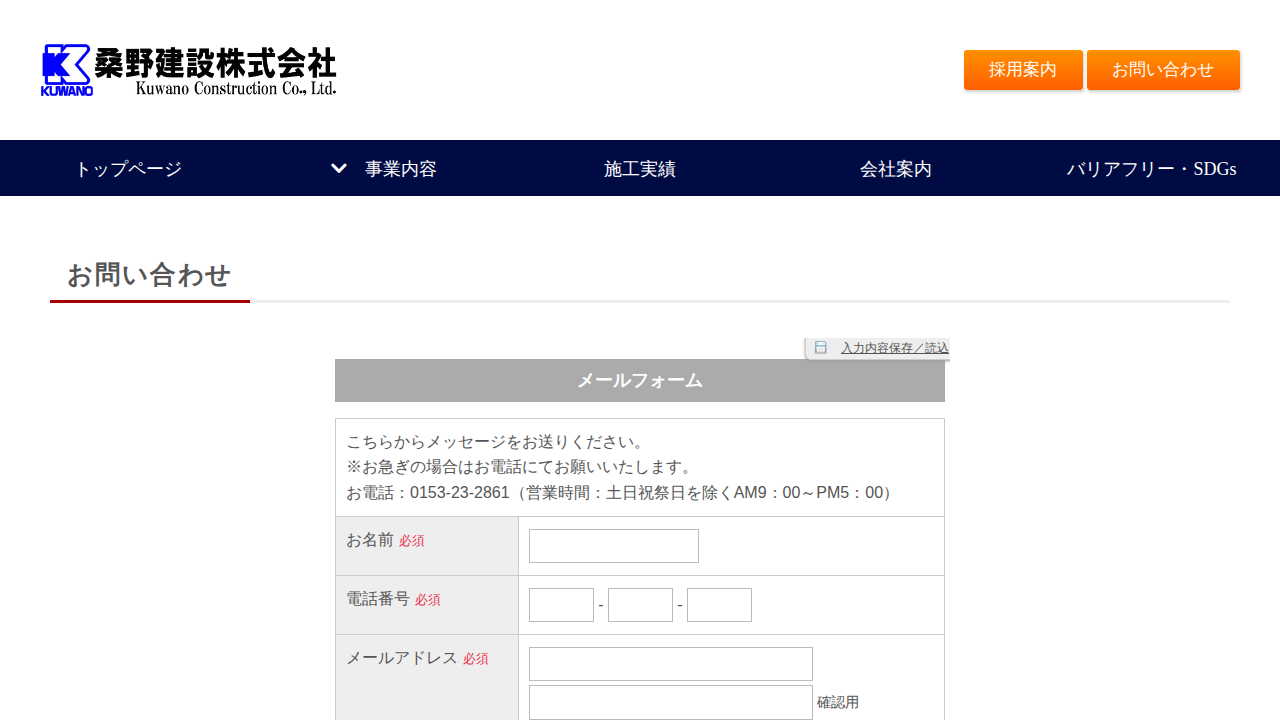 KUWANO
桑野建設株式会社
Kuwano Construction Co., Ltd.
採用案内
お問い合わせ
トップページ
事業内容
施工実績
会社案内
バリアフリー・SDGs
お問い合わせ
入力内容保存／読込
メールフォーム
こちらからメッセージをお送りください。
※お急ぎの場合はお電話にてお願いいたします。
お電話：0153-23-2861（営業時間：土日祝祭日を除くAM9：00～PM5：00）
お名前 必須
電話番号 必須
- -
メールアドレス 必須
確認用